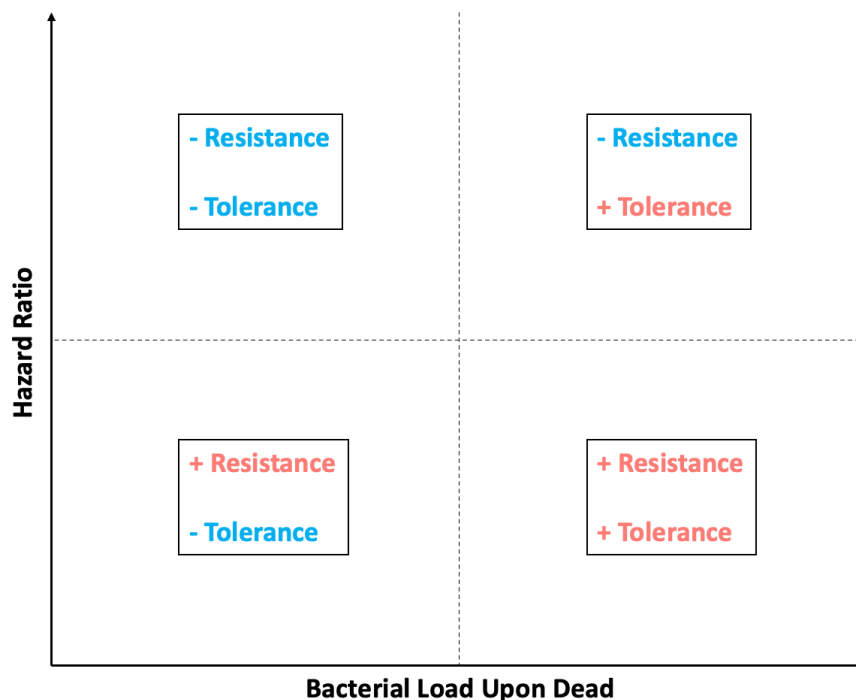 - Resistance
- Tolerance
- Resistance
+ Tolerance
Hazard Ratio
+ Resistance
- Tolerance
+ Resistance
+ Tolerance
Bacterial Load Upon Dead